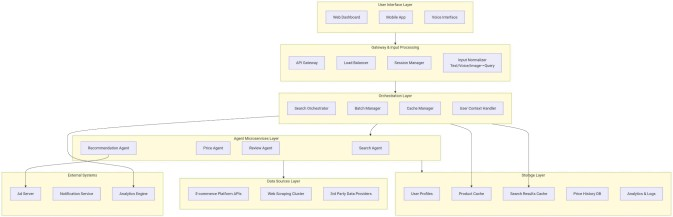 User Interface Layer
Web Dashboard
Mobile App
Voice Interface
Gateway & Input Processing
API Gateway
Load Balancer
Session Manager
Input Normalizer
Text/Voice/Image→Query
Orchestration Layer
Search Orchestrator
Batch Manager
Cache Manager
User Context Handler
Agent Microservices Layer
Recommendation Agent
Price Agent
Review Agent
Search Agent
External Systems
Ad Server
Notification Service
Analytics Engine
Data Sources Layer
E-commerce Platform APIs
Web Scraping Cluster
3rd Party Data Providers
Storage Layer
User Profiles
Product Cache
Search Results Cache
Price History DB
Analytics & Logs